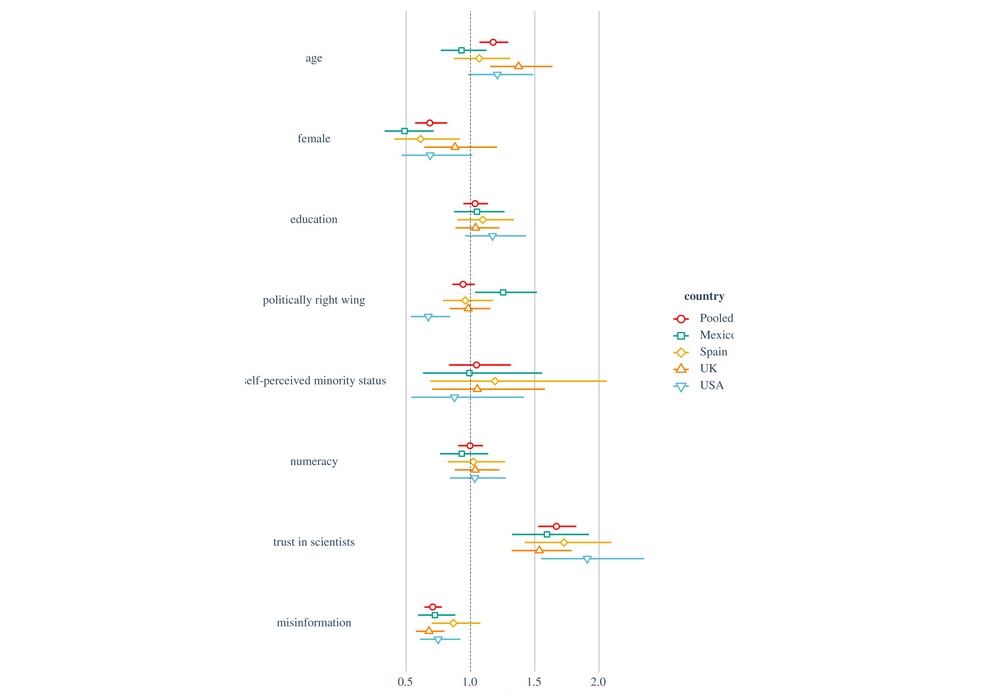 age
female
education
politically right wing
self-perceived minority status
numeracy
trust in scientists
misinformation
0.5 1.0 1.5 2.0
country
Pooled
Mexico
Spain
UK
USA